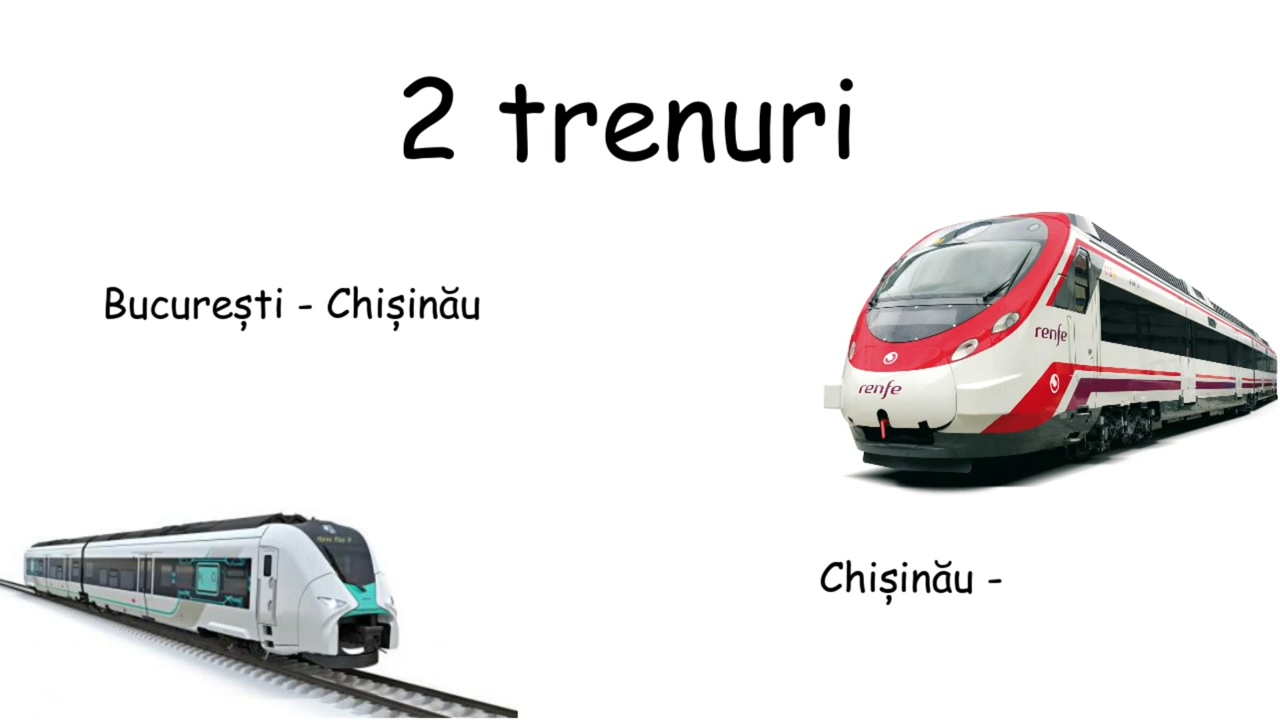 2 trenuri
București - Chișinău
renfe
renfe
Chișinău -